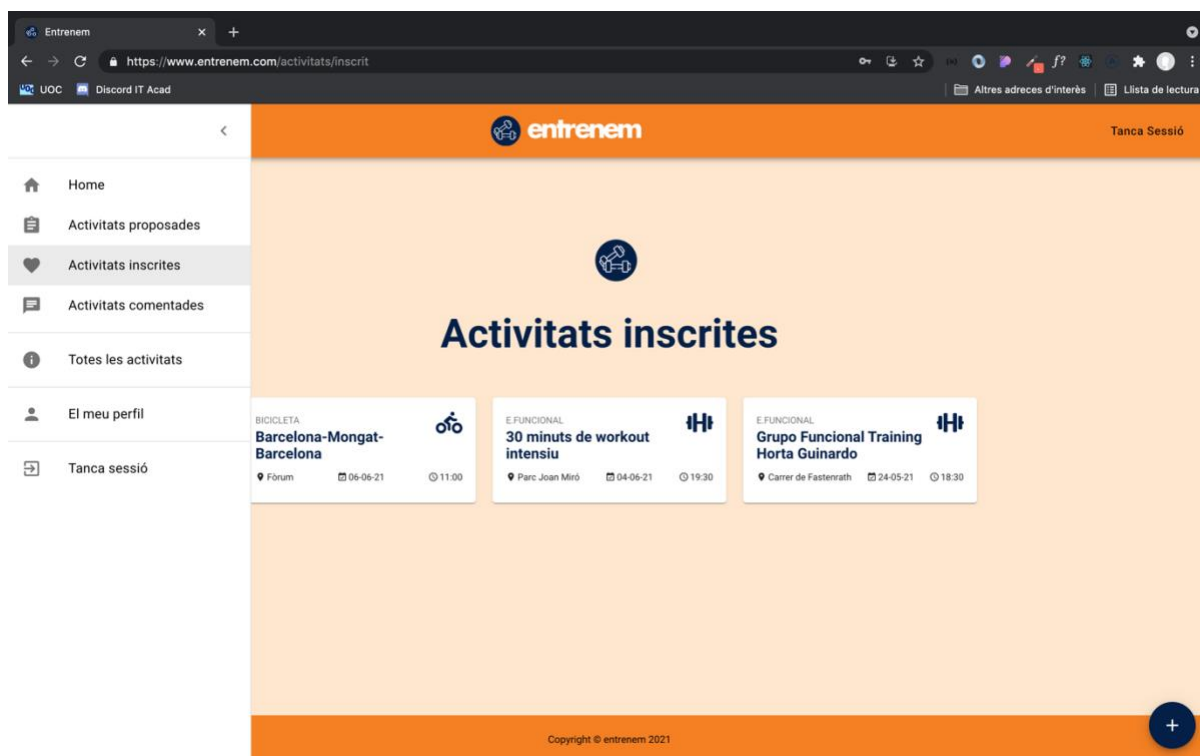 Entrenem
https://www.entrenem.com/activitats/inscrit
f?
UOC
Discord IT Acad
Altres adreces d'interès
Llista de lectura
entrenem
Tanca Sessió
Home
Activitats proposades
Activitats inscrites
Activitats comentades
Totes les activitats
El meu perfil
Tanca sessió
Activitats inscrites
BICICLETA
Barcelona-Mongat-
Barcelona
Fòrum 06-06-21 11:00
E.FUNCIONAL
30 minuts de workout
intensiu
Parc Joan Miró 04-06-21 19:30
E.FUNCIONAL
Grupo Funcional Training
Horta Guinardo
Carrer de Fastenrath 24-05-21 18:30
Copyright © entrenem 2021